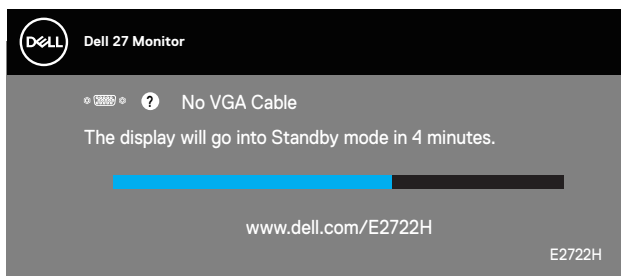 DELL
Dell 27 Monitor
? No VGA Cable
The display will go into Standby mode in 4 minutes.
www.dell.com/E2722H
E2722H